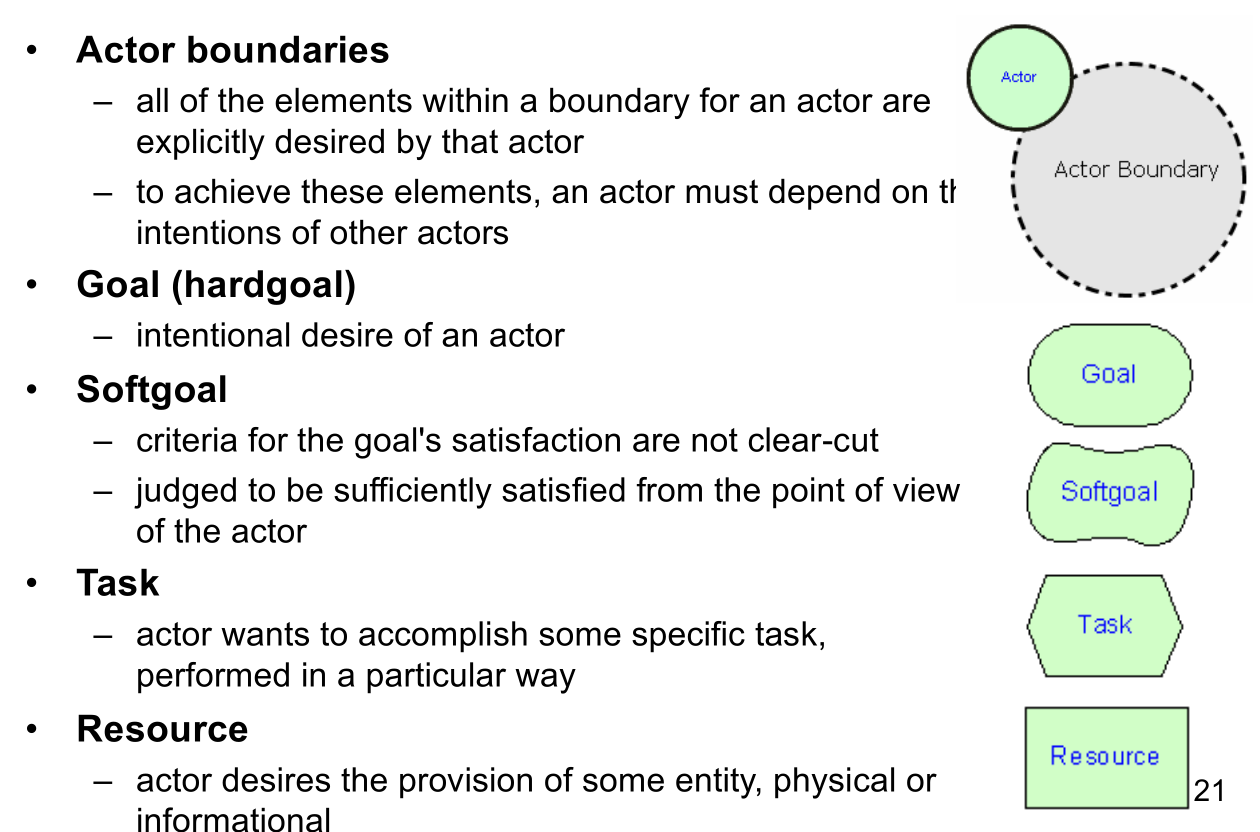 • Actor boundaries
– all of the elements within a boundary for an actor are
explicitly desired by that actor
– to achieve these elements, an actor must depend on th
intentions of other actors
• Goal (hardgoal)
– intentional desire of an actor
• Softgoal
– criteria for the goal's satisfaction are not clear-cut
– judged to be sufficiently satisfied from the point of view
of the actor
• Task
– actor wants to accomplish some specific task,
performed in a particular way
• Resource
– actor desires the provision of some entity, physical or
informational
Actor
Actor Boundary
Goal
Softgoal
Task
Resource
21